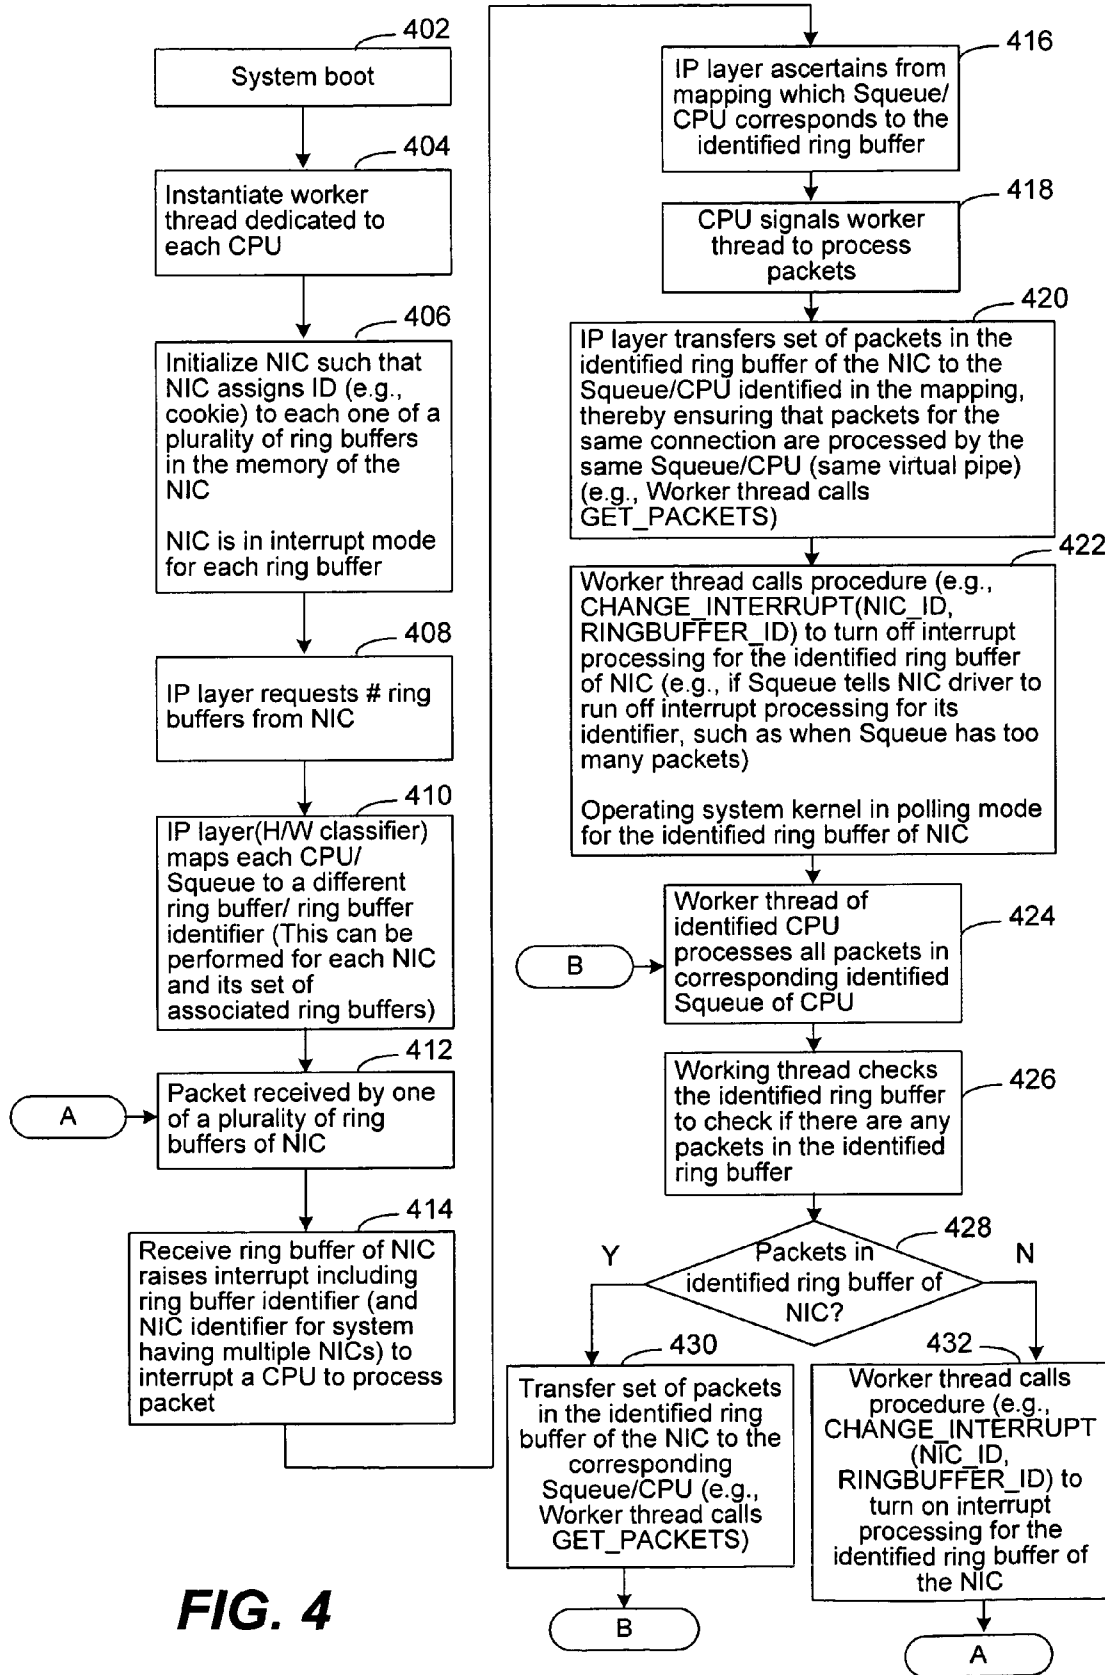 402
System boot
404
Instantiate worker
thread dedicated to
each CPU
406
Initialize NIC such that
NIC assigns ID (e.g.,
cookie) to each one of a
plurality of ring buffers
in the memory of the
NIC
NIC is in interrupt mode
for each ring buffer
408
IP layer requests # ring
buffers from NIC
410
IP layer(H/W classifier)
maps each CPU/
Squeue to a different
ring buffer/ ring buffer
identifier (This can be
performed for each NIC
and its set of
associated ring buffers)
412
A
Packet received by one
of a plurality of ring
buffers of NIC
414
Receive ring buffer of NIC
raises interrupt including
ring buffer identifier (and
NIC identifier for system
having multiple NICs) to
interrupt a CPU to process
packet
416
IP layer ascertains from
mapping which Squeue/
CPU corresponds to the
identified ring buffer
418
CPU signals worker
thread to process
packets
420
IP layer transfers set of packets in the
identified ring buffer of the NIC to the
Squeue/CPU identified in the mapping,
thereby ensuring that packets for the
same connection are processed by the
same Squeue/CPU (same virtual pipe)
(e.g., Worker thread calls
GET_PACKETS)
422
Worker thread calls procedure (e.g.,
CHANGE_INTERRUPT(NIC_ID,
RINGBUFFER_ID) to turn off interrupt
processing for the identified ring buffer
of NIC (e.g., if Squeue tells NIC driver to
run off interrupt processing for its
identifier, such as when Squeue has too
many packets)
Operating system kernel in polling mode
for the identified ring buffer of NIC
424
B
Worker thread of
identified CPU
processes all packets in
corresponding identified
Squeue of CPU
426
Working thread checks
the identified ring buffer
to check if there are any
packets in the identified
ring buffer
428
Y
Packets in
identified ring buffer of
NIC?
N
430
Transfer set of packets
in the identified ring
buffer of the NIC to the
corresponding
Squeue/CPU (e.g.,
Worker thread calls
GET_PACKETS)
B
432
Worker thread calls
procedure (e.g.,
CHANGE_INTERRUPT
(NIC_ID,
RINGBUFFER_ID) to
turn on interrupt
processing for the
identified ring buffer of
the NIC
A
FIG. 4